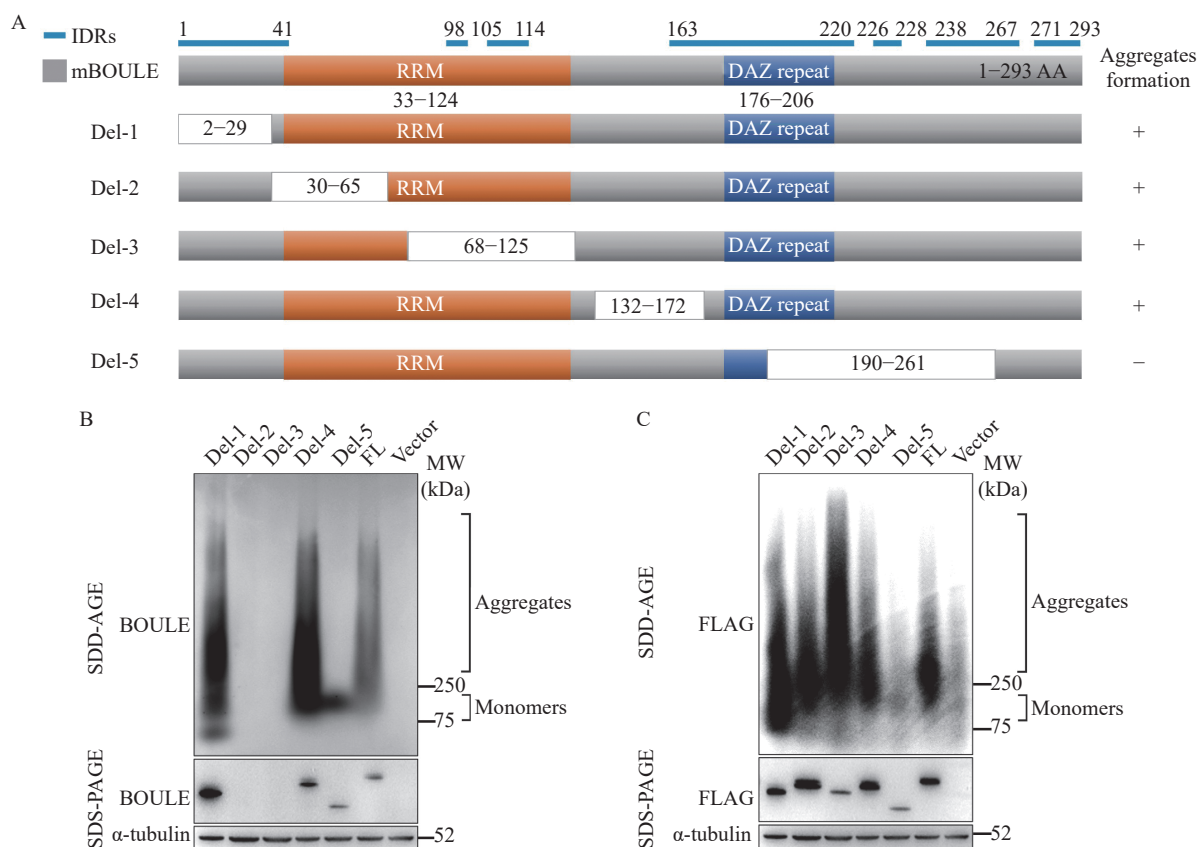 A
IDRs
1 41 98 105 114 163 220 226 228 238 267 271 293
mBOULE
RRM DAZ repeat 1−293 AA
Aggregates
formation
33−124 176−206
Del-1 2−29 RRM DAZ repeat +
Del-2 30−65 RRM DAZ repeat +
Del-3 68−125 DAZ repeat +
Del-4 RRM 132−172 DAZ repeat +
Del-5 RRM 190−261 −
B
Del-1 Del-2 Del-3 Del-4 Del-5 FL Vector
MW
(kDa)
SDD-AGE
BOULE
Aggregates
250
Monomers
75
SDS-PAGE
BOULE
α-tubulin
52
C
Del-1 Del-2 Del-3 Del-4 Del-5 FL Vector
MW
(kDa)
SDD-AGE
FLAG
Aggregates
250
Monomers
75
SDS-PAGE
FLAG
α-tubulin
52